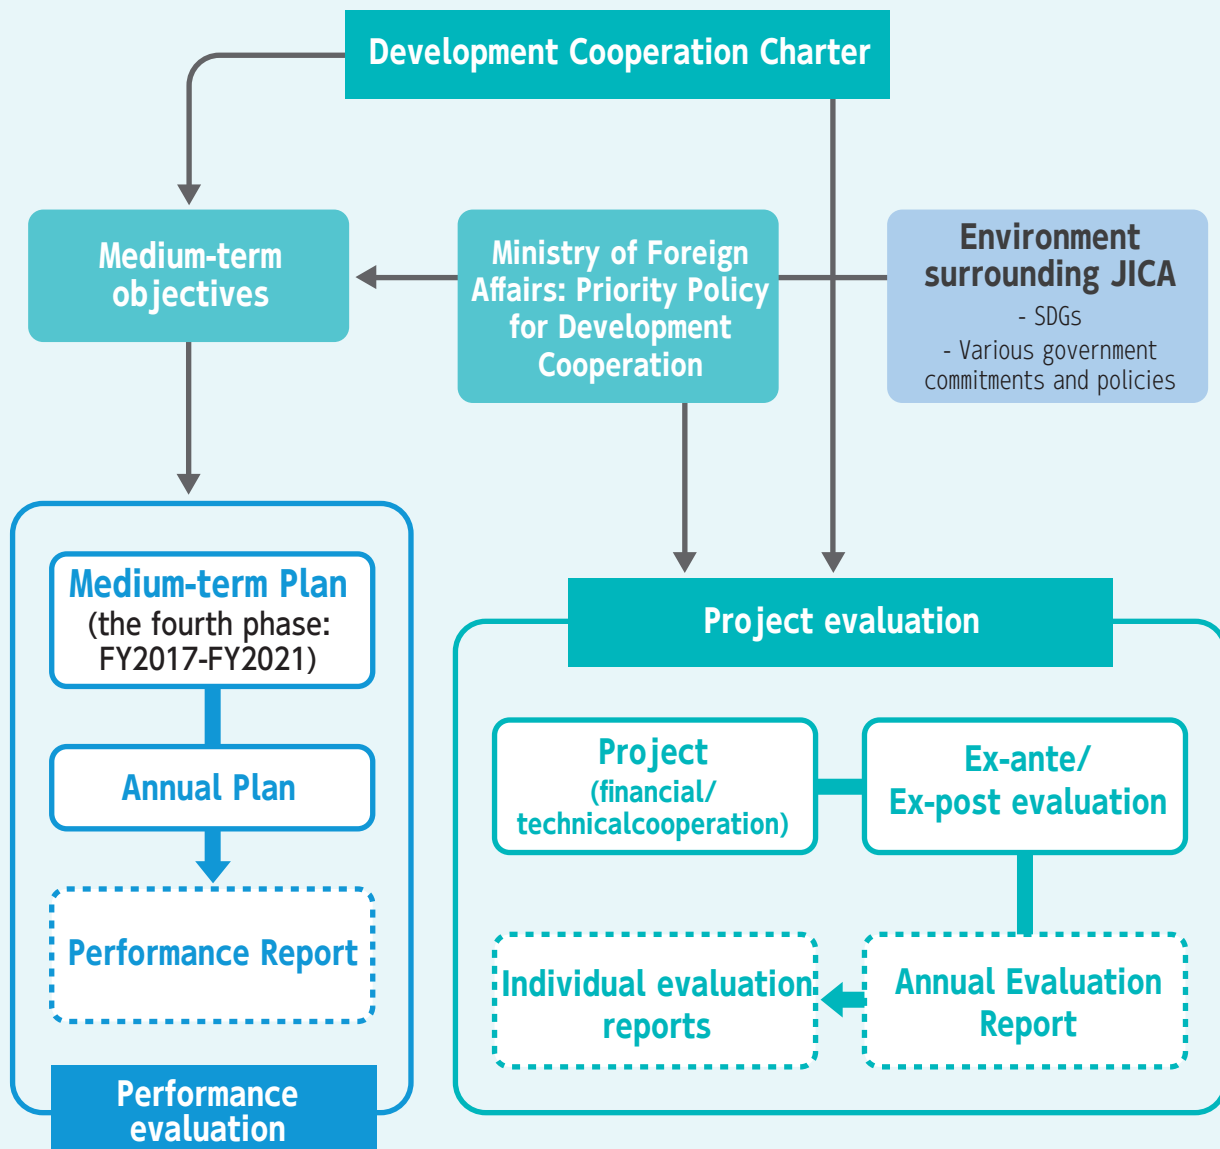 Development Cooperation Charter
Medium-term
objectives
Ministry of Foreign
Affairs: Priority Policy
for Development
Cooperation
Environment
surrounding JICA
- SDGs
- Various government
commitments and policies
Medium-term Plan
(the fourth phase:
FY2017-FY2021)
Annual Plan
Performance Report
Performance
evaluation
Project evaluation
Project
(financial/
technicalcooperation)
Ex-ante/
Ex-post evaluation
Individual evaluation
reports
Annual Evaluation
Report